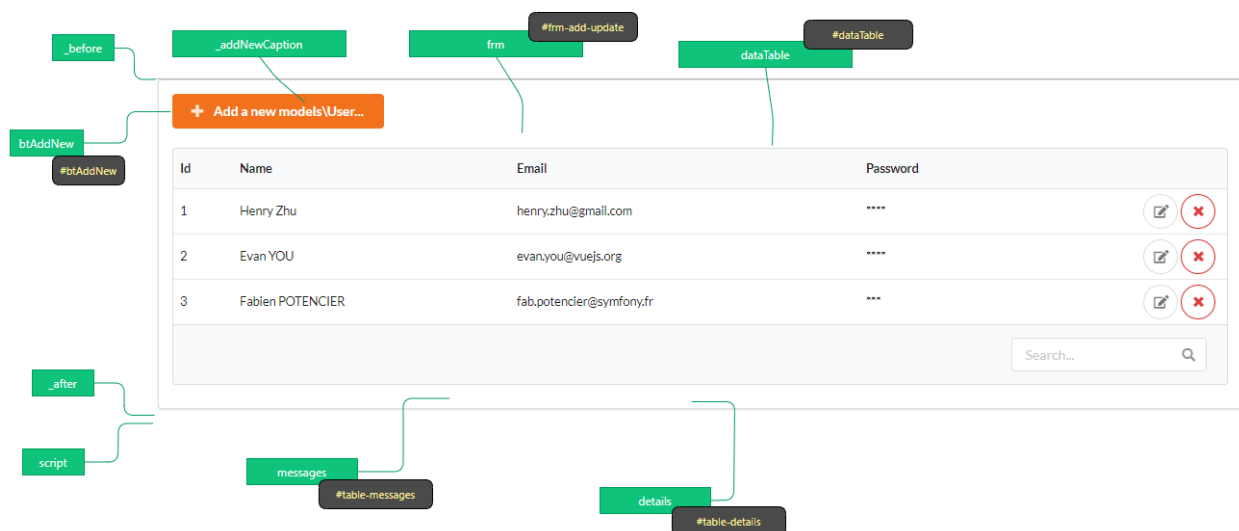 #frm-add-update
#dataTable
_before
_addNewCaption
frm
dataTable
Add a new models\User...
btAddNew
#btAddNew
Id Name Email Password
1 Henry Zhu henry.zhu@gmail.com ****
2 Evan YOU evan.you@vuejs.org ****
3 Fabien POTENCIER fab.potencier@symfony.fr ***
Search...
_after
script
messages
#table-messages
details
#table-details